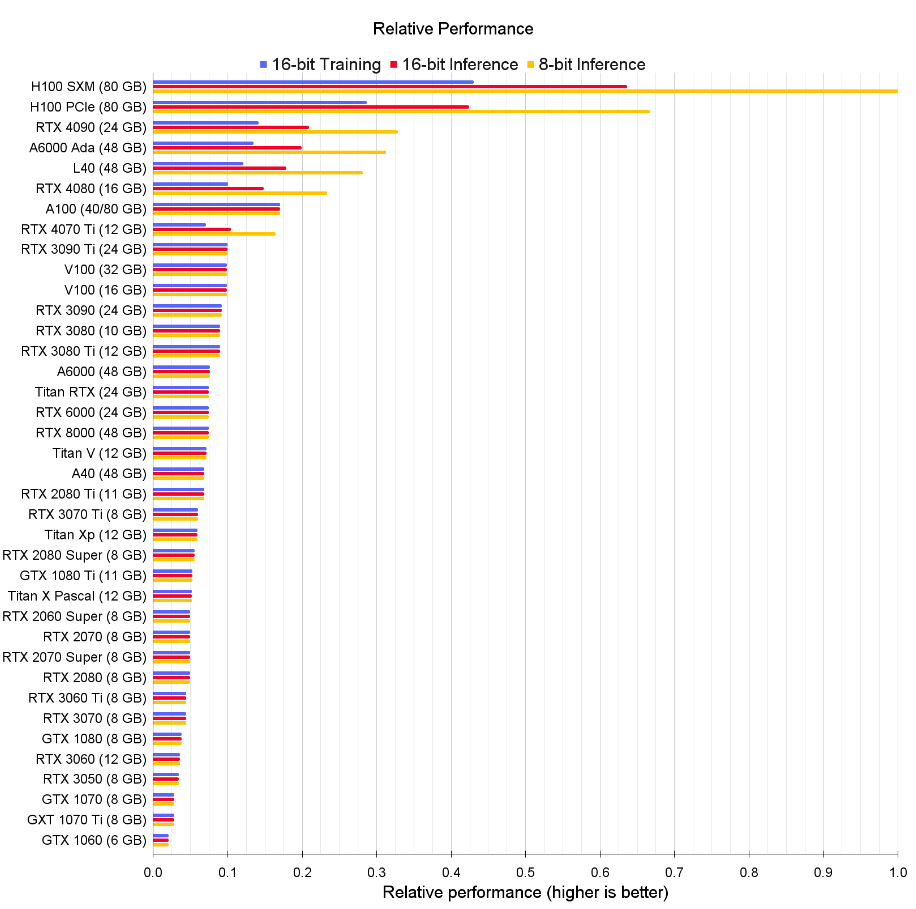 Relative Performance
16-bit Training 16-bit Inference 8-bit Inference
H100 SXM (80 GB)
H100 PCIe (80 GB)
RTX 4090 (24 GB)
A6000 Ada (48 GB)
L40 (48 GB)
RTX 4080 (16 GB)
A100 (40/80 GB)
RTX 4070 Ti (12 GB)
RTX 3090 Ti (24 GB)
V100 (32 GB)
V100 (16 GB)
RTX 3090 (24 GB)
RTX 3080 (10 GB)
RTX 3080 Ti (12 GB)
A6000 (48 GB)
Titan RTX (24 GB)
RTX 6000 (24 GB)
RTX 8000 (48 GB)
Titan V (12 GB)
A40 (48 GB)
RTX 2080 Ti (11 GB)
RTX 3070 Ti (8 GB)
Titan Xp (12 GB)
RTX 2080 Super (8 GB)
GTX 1080 Ti (11 GB)
Titan X Pascal (12 GB)
RTX 2060 Super (8 GB)
RTX 2070 (8 GB)
RTX 2070 Super (8 GB)
RTX 2080 (8 GB)
RTX 3060 Ti (8 GB)
RTX 3070 (8 GB)
GTX 1080 (8 GB)
RTX 3060 (12 GB)
RTX 3050 (8 GB)
GTX 1070 (8 GB)
GXT 1070 Ti (8 GB)
GTX 1060 (6 GB)
0.0 0.1 0.2 0.3 0.4 0.5 0.6 0.7 0.8 0.9 1.0
Relative performance (higher is better)